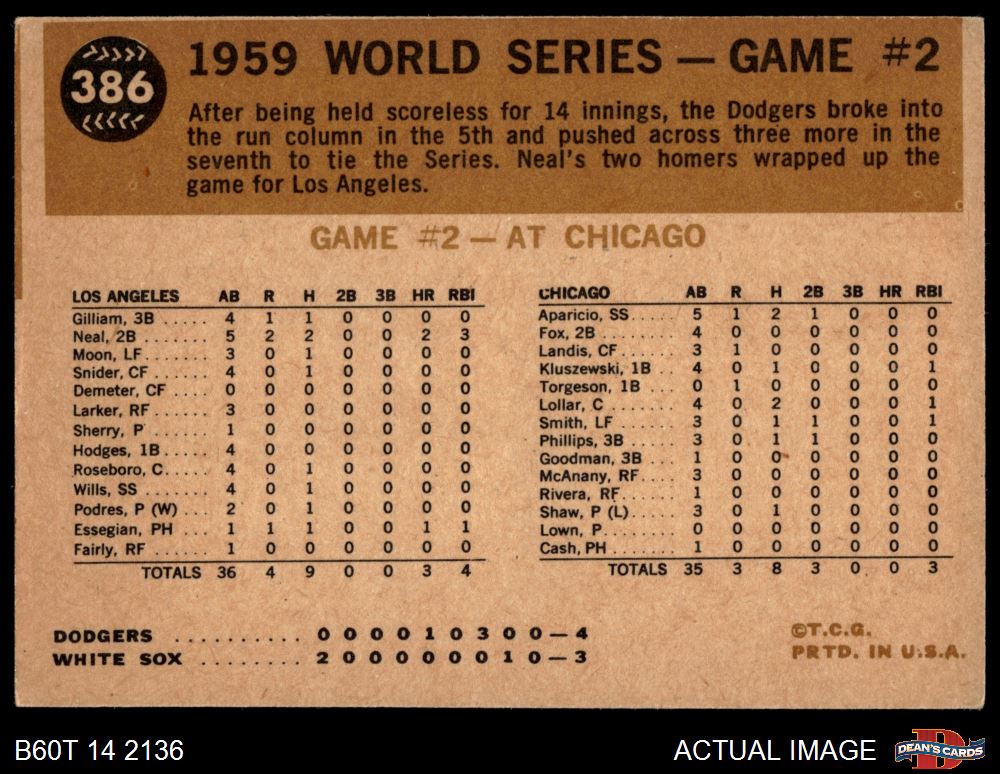 386
1959 WORLD SERIES — GAME #2
After being held scoreless for 14 innings, the Dodgers broke into
the run column in the 5th and pushed across three more in the
seventh to tie the Series. Neal's two homers wrapped up the
game for Los Angeles.
GAME #2 — AT CHICAGO
LOS ANGELES AB R H 2B 3B HR RBI
Gilliam, 3B ..... 4 1 1 0 0 0 0
Neal, 2B ....... 5 2 2 0 0 2 3
Moon, LF....... 3 0 1 0 0 0 0
Snider, CF ...... 4 0 1 0 0 0 0
Demeter, CF .... 0 0 0 0 0 0 0
Larker, RF ...... 3 0 0 0 0 0 0
Sherry, P ....... 1 0 0 0 0 0 0
Hodges, 1B ..... 4 0 0 0 0 0 0
Roseboro, C..... 4 0 1 0 0 0 0
Wills, SS ....... 4 0 1 0 0 0 0
Podres, P (W) ... 2 0 1 0 0 0 0
Essegian, PH ... 1 1 1 0 0 1 1
Fairly, RF ...... 1 0 0 0 0 0 0
TOTALS 36 4 9 0 0 3 4
CHICAGO AB R H 2B 3B HR RBI
Aparicio, SS..... 5 1 2 1 0 0 0
Fox, 2B ........ 4 0 0 0 0 0 0
Landis, CF...... 3 1 0 0 0 0 0
Kluszewski, 1B .. 4 0 1 0 0 0 1
Torgeson, 1B ... 0 1 0 0 0 0 0
Lollar, C ....... 4 0 2 0 0 0 1
Smith, LF ...... 3 0 1 1 0 0 1
Phillips, 3B .... 3 0 1 1 0 0 0
Goodman, 3B ... 1 0 0 0 0 0 0
McAnany, RF.... 3 0 0 0 0 0 0
Rivera, RF...... 1 0 0 0 0 0 0
Shaw, P (L)..... 3 0 1 0 0 0 0
Lown, P........ 0 0 0 0 0 0 0
Cash, PH ....... 1 0 0 0 0 0 0
TOTALS 35 3 8 3 0 0 3
DODGERS .......... 0 0 0 0 1 0 3 0 0 — 4
WHITE SOX ........ 2 0 0 0 0 0 0 1 0 — 3
©T.C.G.
PRTD. IN U.S.A.
B60T 14 2136
ACTUAL IMAGE
D
DEAN'S CARDS